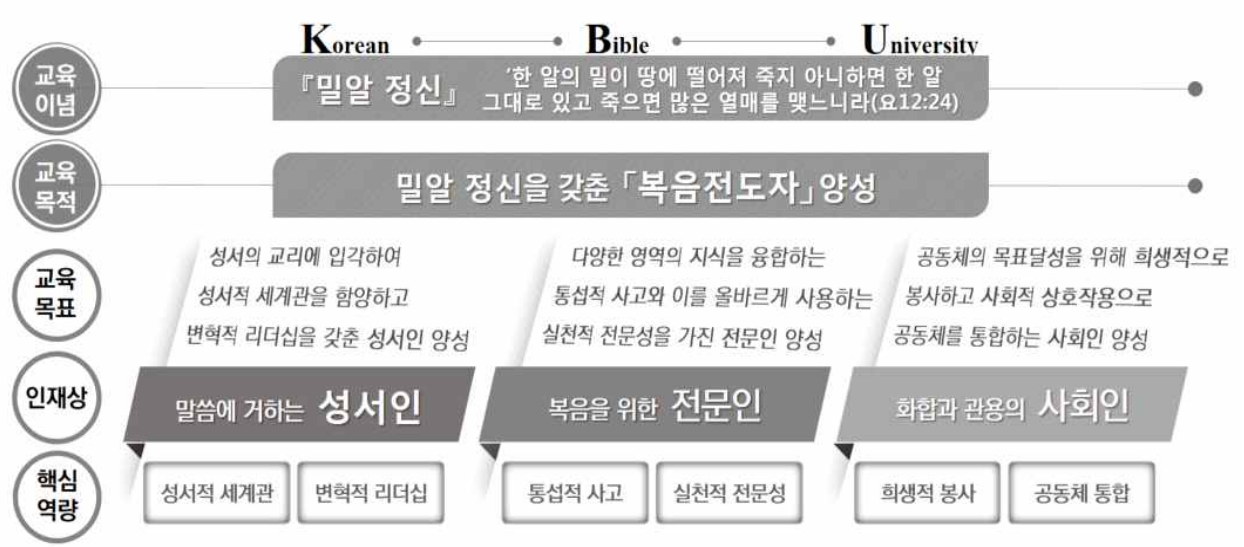 Korean Bible University
교육
이념
『밀알 정신』
'한 알의 밀이 땅에 떨어져 죽지 아니하면 한 알
그대로 있고 죽으면 많은 열매를 맺느니라(요12:24)
교육
목적
밀알 정신을 갖춘 「복음전도자」양성
교육
목표
성서의 교리에 입각하여
성서적 세계관을 함양하고
변혁적 리더십을 갖춘 성서인 양성
다양한 영역의 지식을 융합하는
통섭적 사고와 이를 올바르게 사용하는
실천적 전문성을 가진 전문인 양성
공동체의 목표달성을 위해 희생적으로
봉사하고 사회적 상호작용으로
공동체를 통합하는 사회인 양성
인재상
말씀에 거하는 성서인
복음을 위한 전문인
화합과 관용의 사회인
핵심
역량
성서적 세계관
변혁적 리더십
통섭적 사고
실천적 전문성
희생적 봉사
공동체 통합